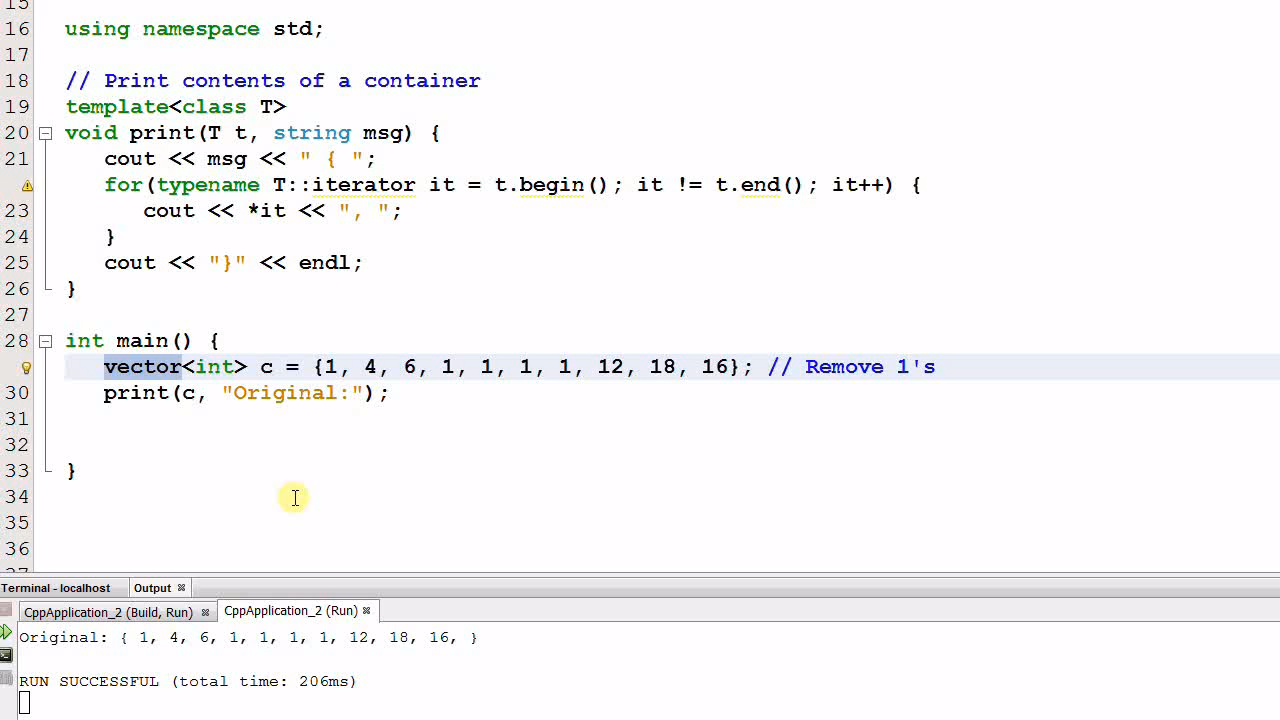 15
16 using namespace std;
17
18 // Print contents of a container
19 template<class T>
20 void print(T t, string msg) {
21 cout << msg << " { ";
for(typename T::iterator it = t.begin(); it != t.end(); it++) {
23 cout << *it << ", ";
24 }
25 cout << "}" << endl;
26 }
27
28 int main() {
vector<int> c = {1, 4, 6, 1, 1, 1, 1, 12, 18, 16}; // Remove 1's
30 print(c, "Original:");
31
32
33 }
34
35
36
37
Terminal - localhost Output
CppApplication_2 (Build, Run) CppApplication_2 (Run)
Original: { 1, 4, 6, 1, 1, 1, 1, 12, 18, 16, }
RUN SUCCESSFUL (total time: 206ms)